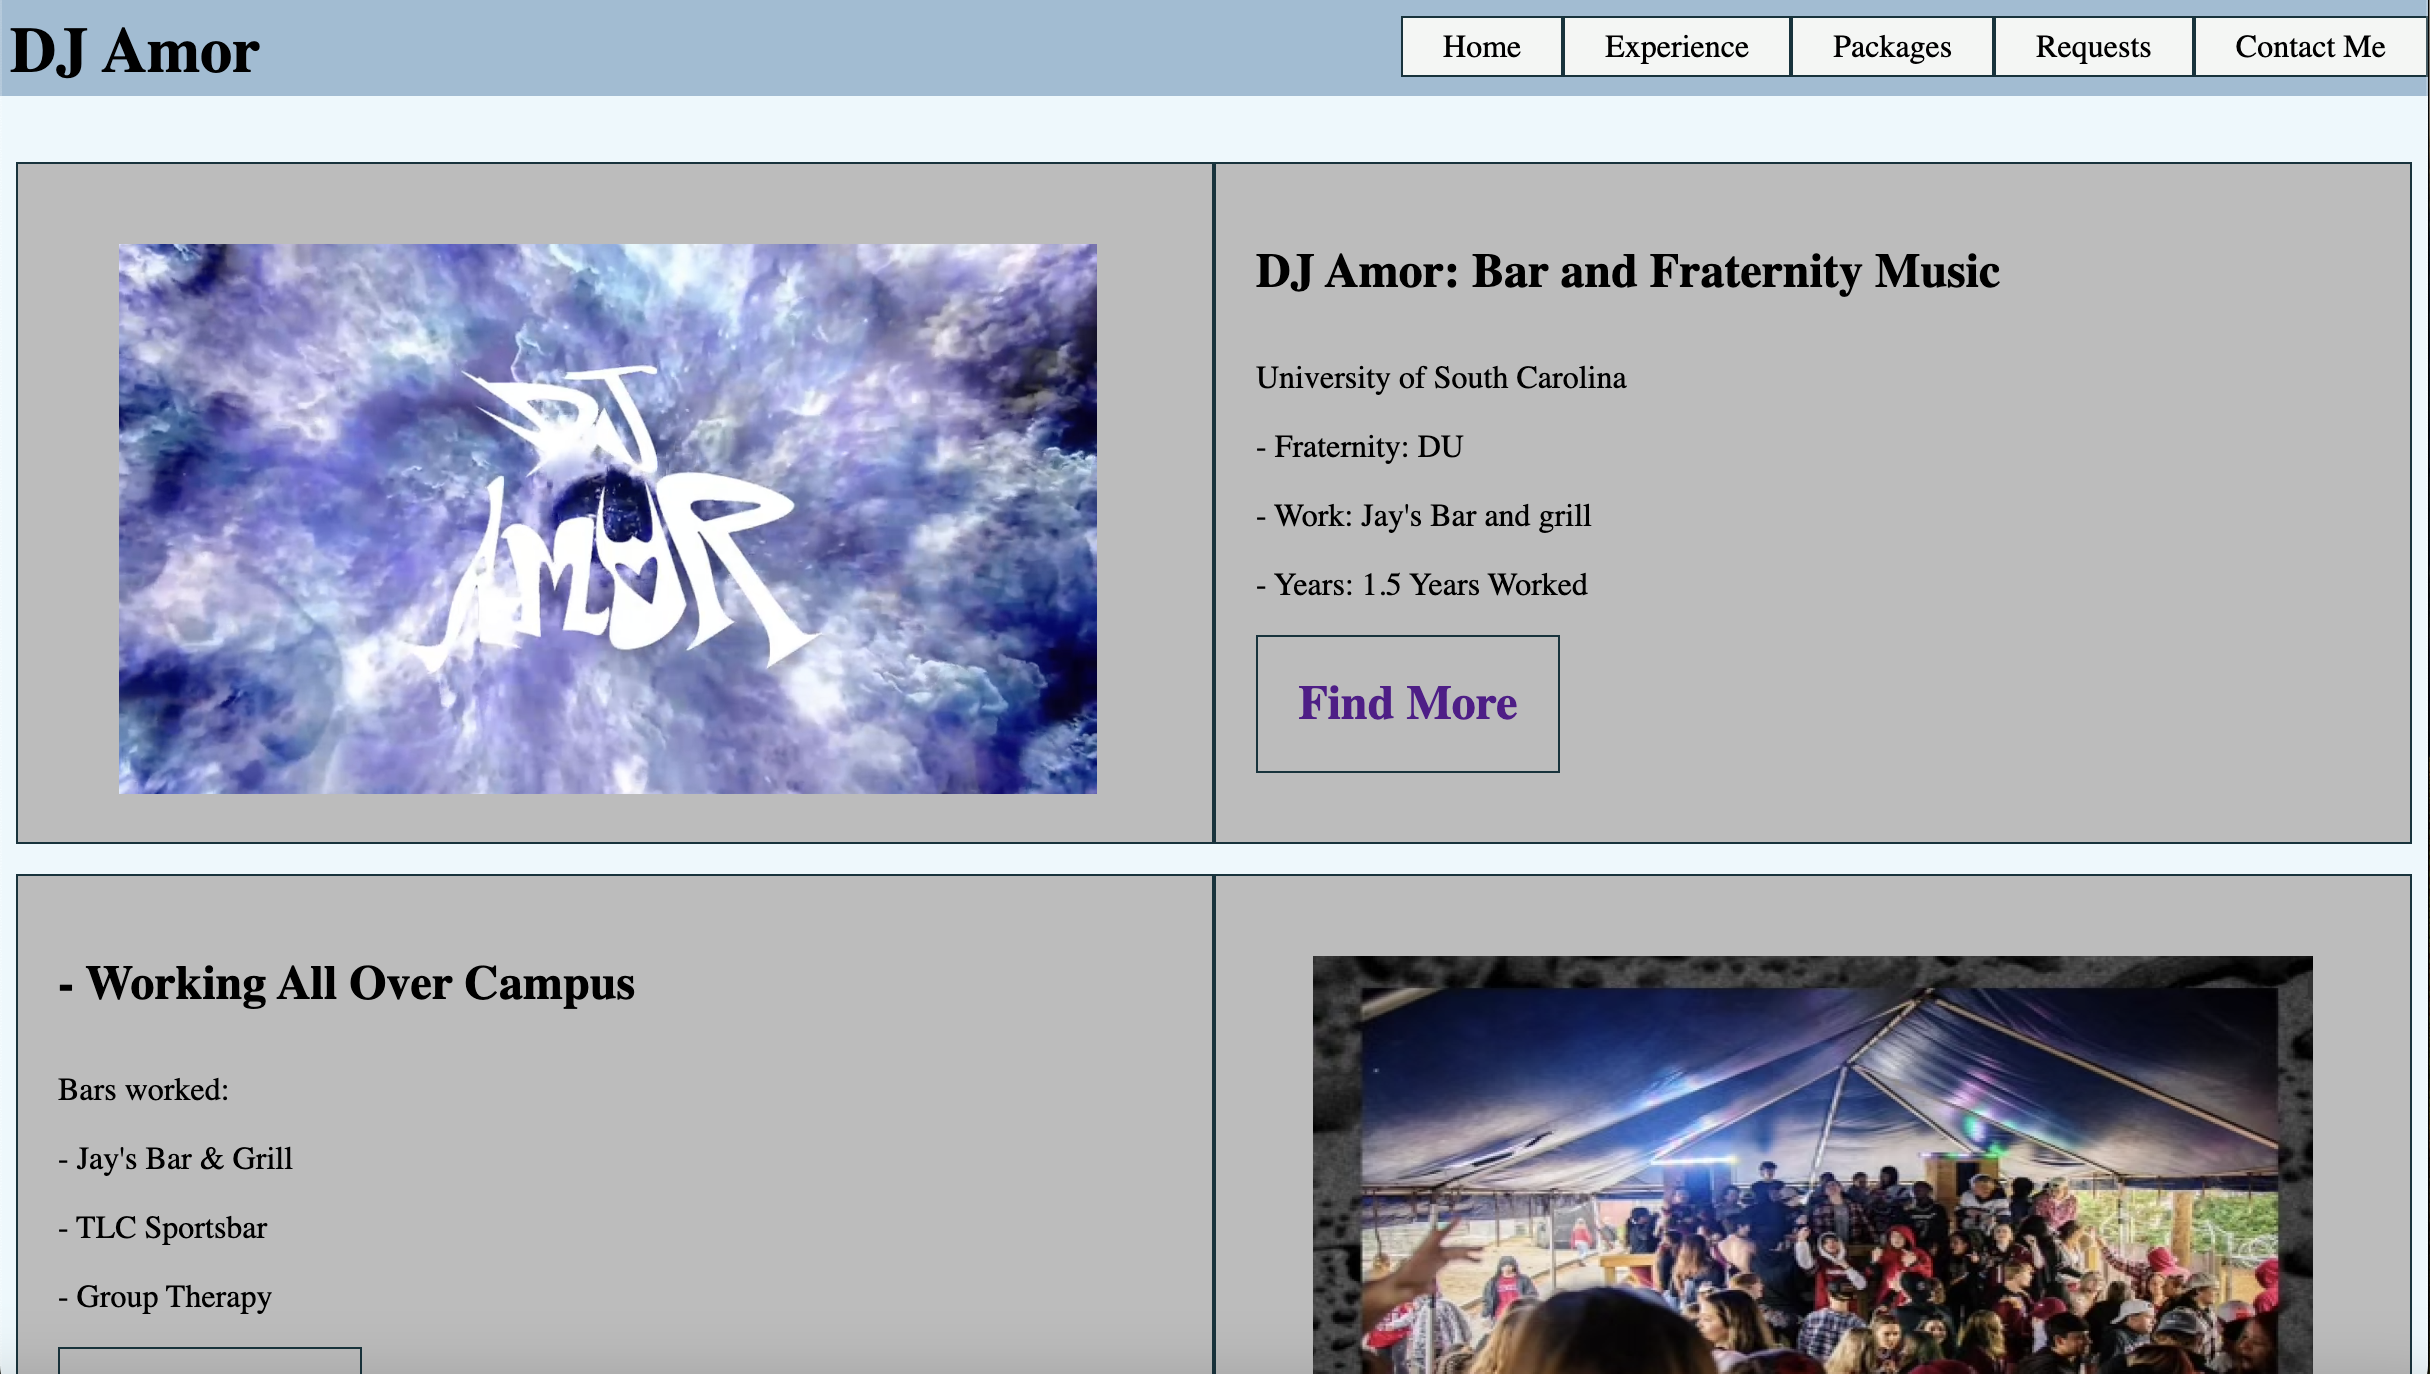 DJ Amor
Home Experience Packages Requests Contact Me
DJ
AMOR
DJ Amor: Bar and Fraternity Music
University of South Carolina
- Fraternity: DU
- Work: Jay's Bar and grill
- Years: 1.5 Years Worked
Find More
- Working All Over Campus
Bars worked:
- Jay's Bar & Grill
- TLC Sportsbar
- Group Therapy